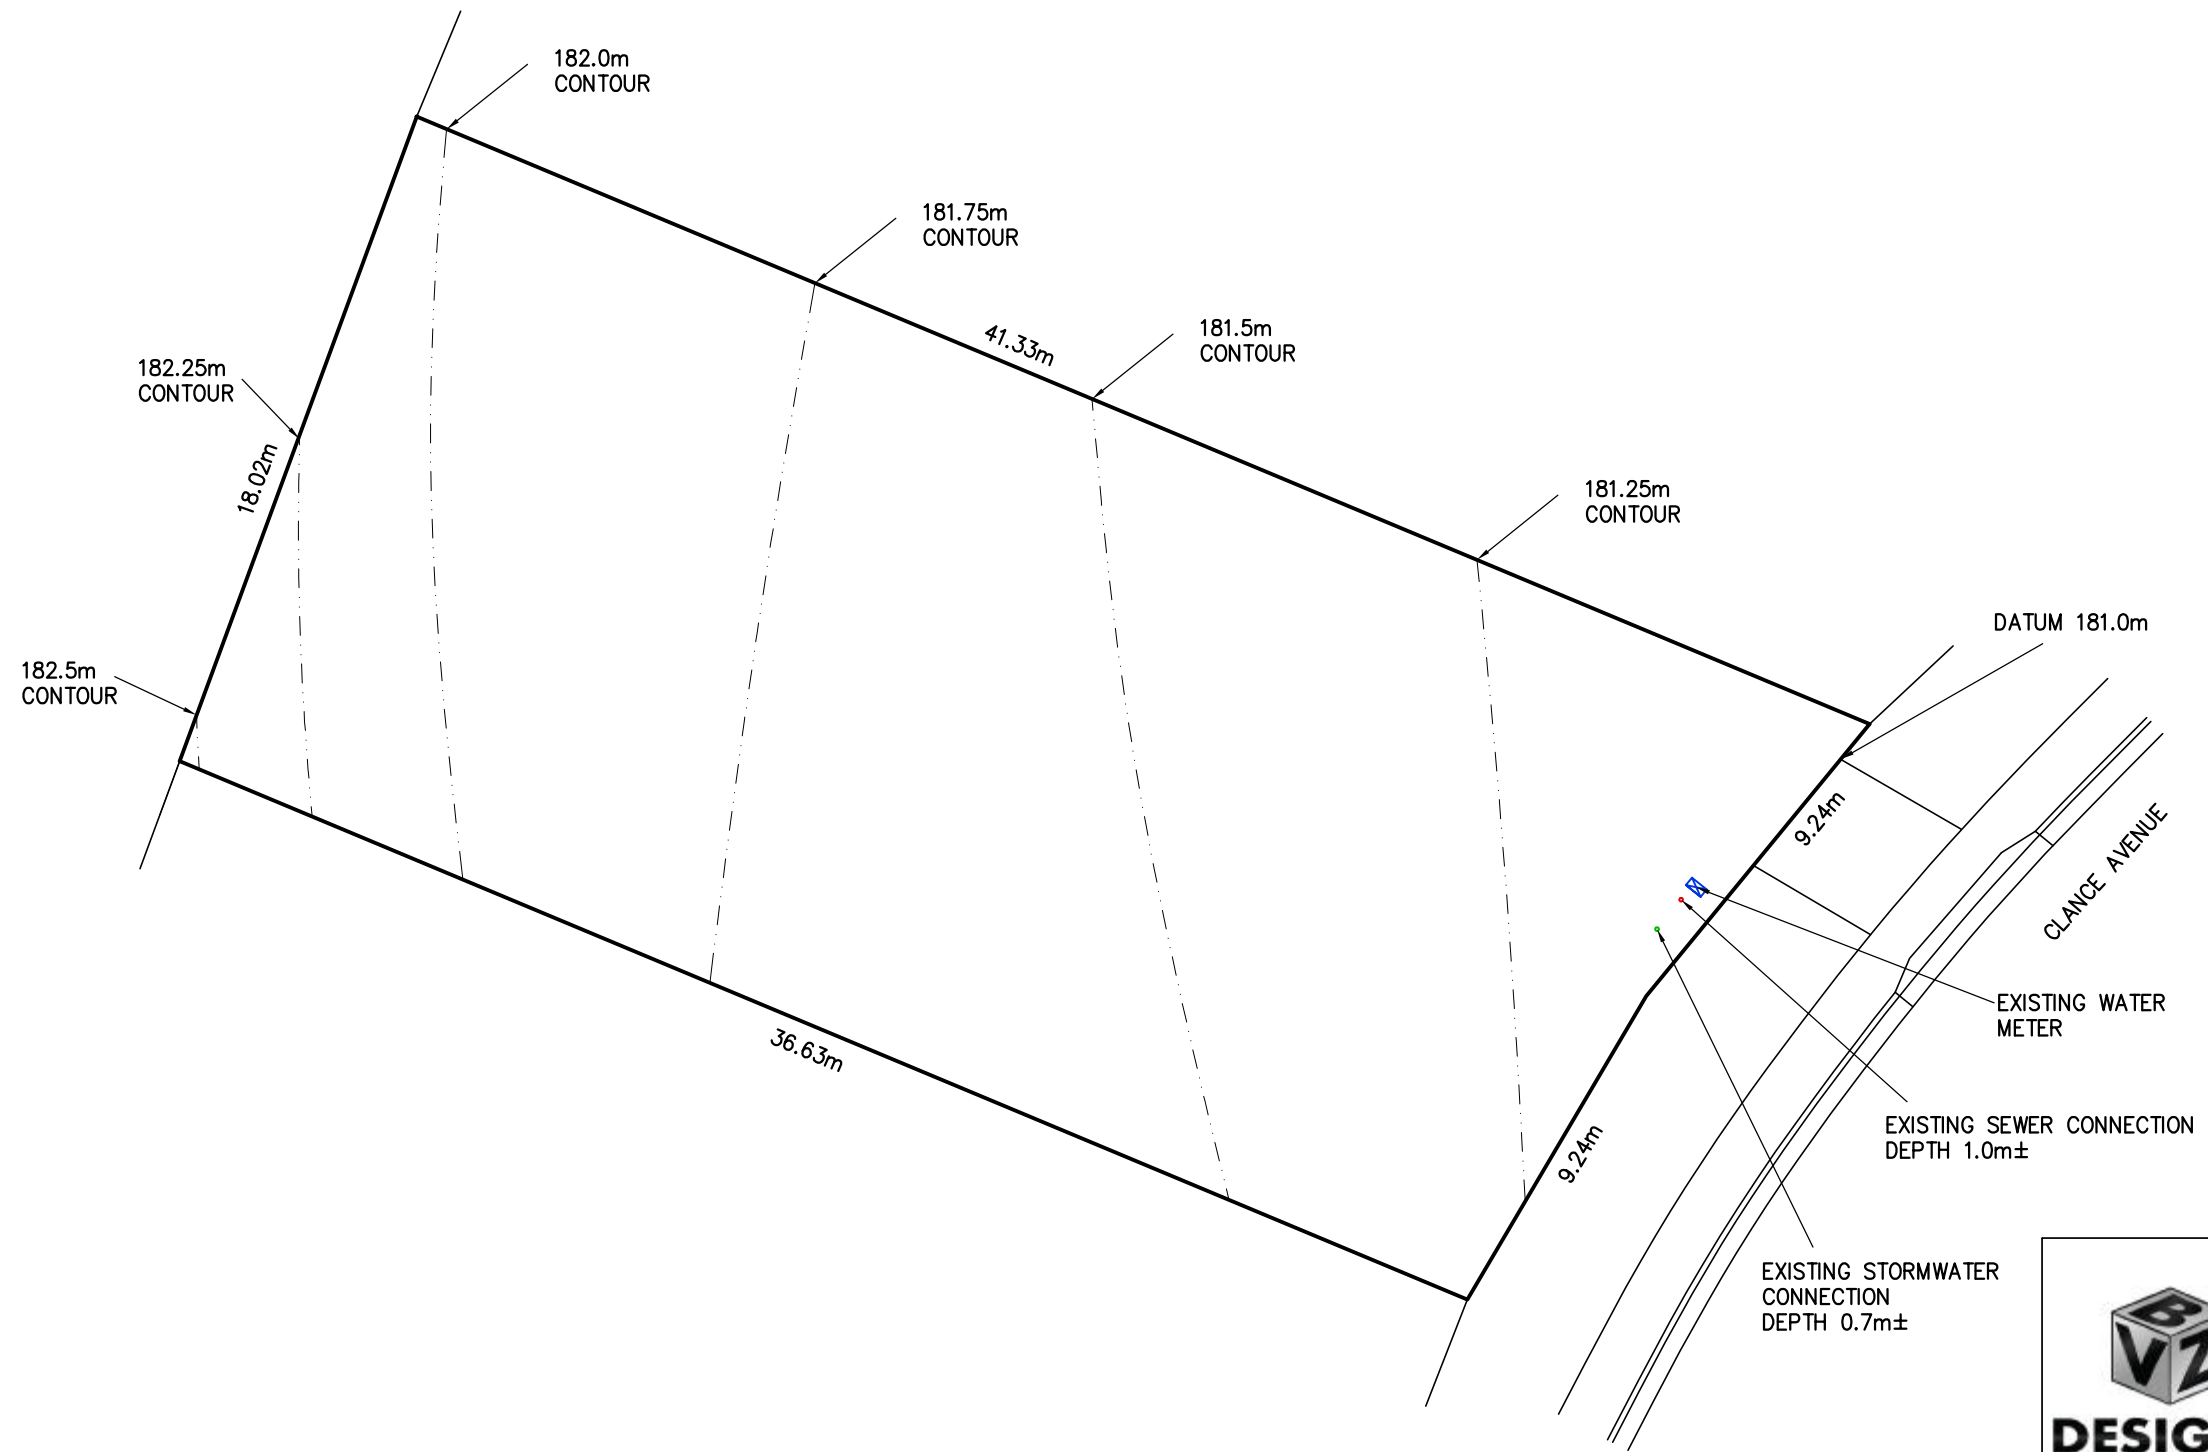 182.0m
CONTOUR
181.75m
CONTOUR
41.33m
181.5m
CONTOUR
182.25m
CONTOUR
18.02m
181.25m
CONTOUR
DATUM 181.0m
182.5m
CONTOUR
9.24m
CLANCE AVENUE
EXISTING WATER
METER
36.63m
EXISTING SEWER CONNECTION
DEPTH 1.0m±
9.24m
EXISTING STORMWATER
CONNECTION
DEPTH 0.7m±
B
V Z
DESIG